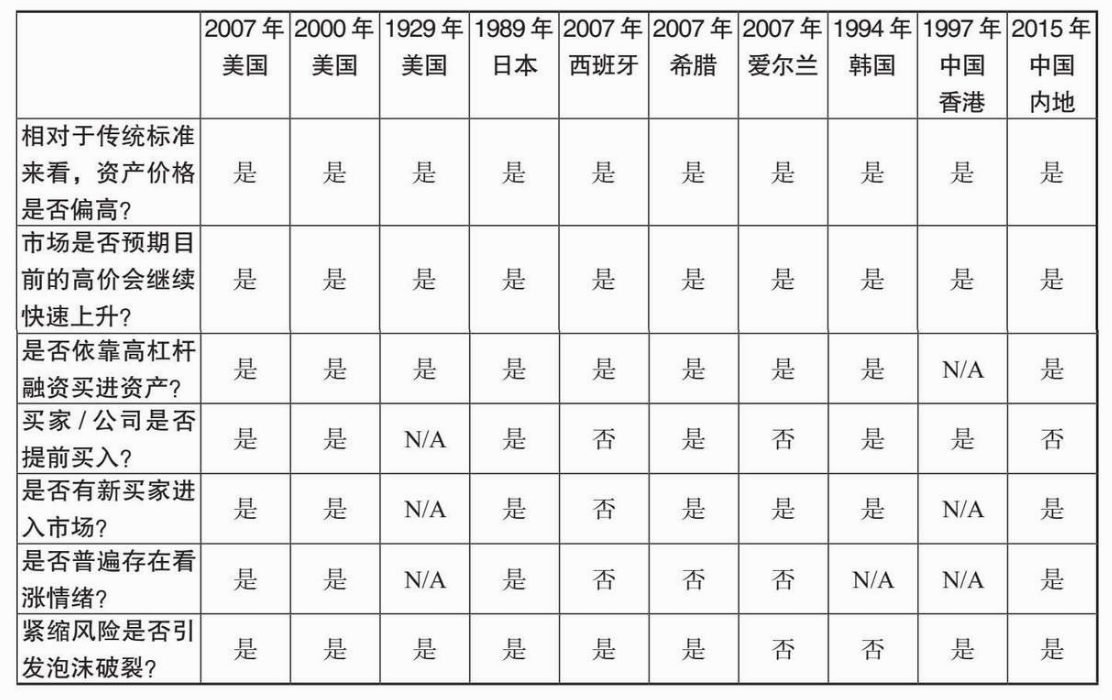 2007 年 2000 年 1929 年 1989 年 2007 年 2007 年 2007 年 1994 年 1997 年 2015 年
美国 美国 美国 日本 西班牙 希腊 爱尔兰 韩国 中国 中国
香港 内地
相对于传统标准
来看，资产价格 是 是 是 是 是 是 是 是 是 是
是否偏高?
市场是否预期目
前的高价会继续 是 是 是 是 是 是 是 是 是 是
快速上升?
是否依靠高杠杆
融资买进资产? 是 是 是 是 是 是 是 是 N/A 是
买家 / 公司是否
提前买入? 是 是 N/A 是 否 是 否 是 是 否
是否有新买家进
入市场? 是 是 N/A 是 否 是 是 是 N/A 是
是否普遍存在看
涨情绪? 是 是 N/A 是 否 否 否 N/A N/A 是
紧缩风险是否引
发泡沫破裂? 是 是 是 是 是 是 否 否 是 是